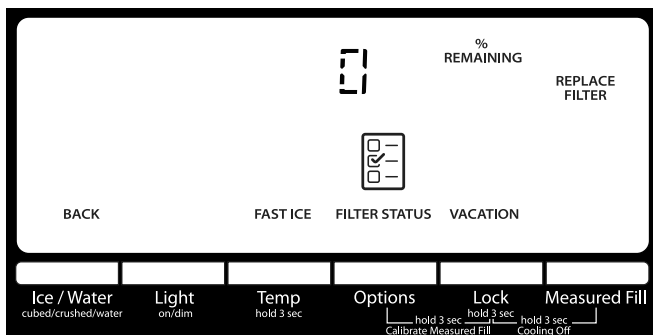 0
%
REMAINING
REPLACE
FILTER
BACK
FAST ICE
FILTER STATUS
VACATION
Ice / Water
cubed/crushed/water
Light
on/dim
Temp
hold 3 sec
Options
Lock
hold 3 sec
Measured Fill
hold 3 sec
Calibrate Measured Fill
hold 3 sec
Cooling Off